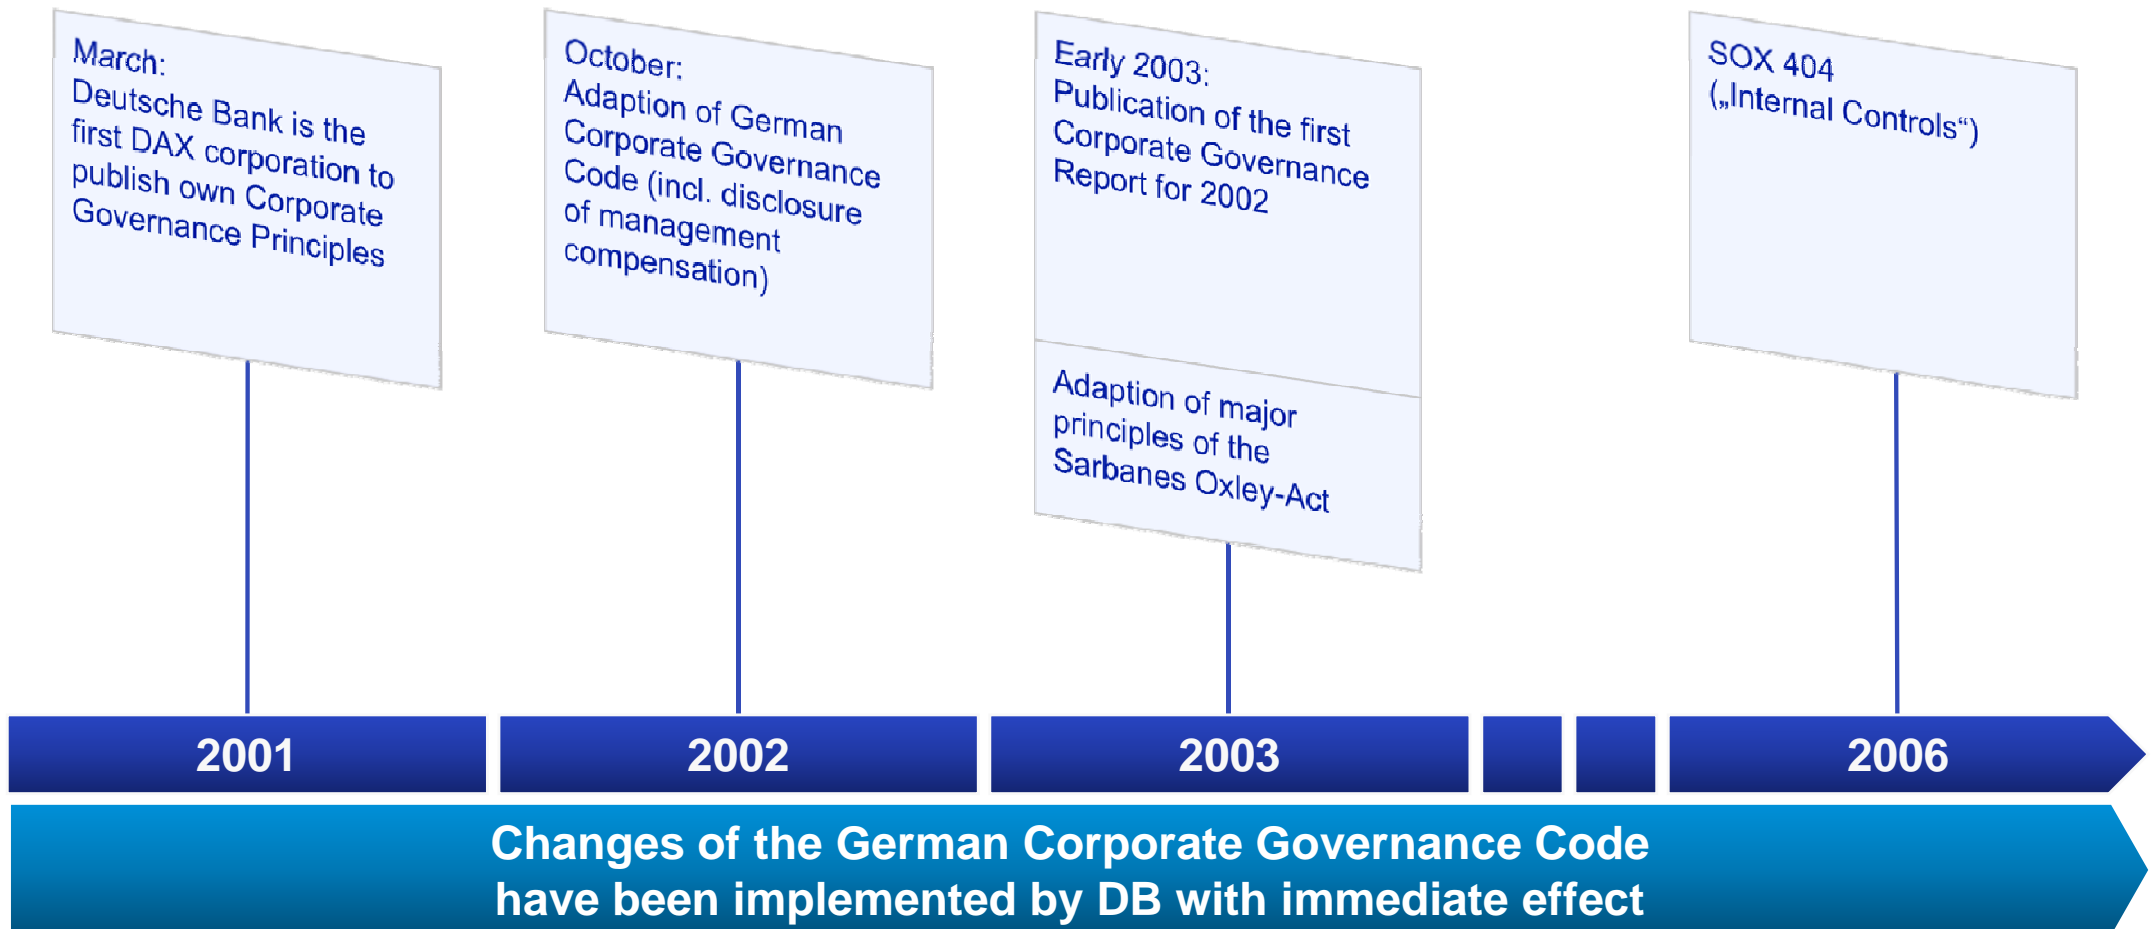 March:
Deutsche Bank is the
first DAX corporation to
publish own Corporate
Governance Principles
October:
Adaption of German
Corporate Governance
Code (incl. disclosure
of management
compensation)
Early 2003:
Publication of the first
Corporate Governance
Report for 2002
Adaption of major
principles of the
Sarbanes Oxley-Act
SOX 404
(„Internal Controls“)
2001
2002
2003
2006
Changes of the German Corporate Governance Code
have been implemented by DB with immediate effect